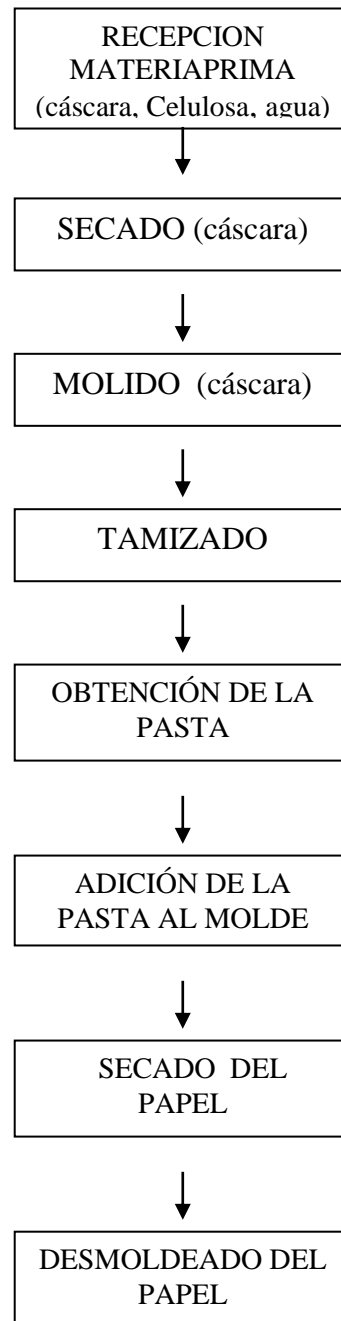 RECEPCION
MATERIAPRIMA
(cáscara, Celulosa, agua)
SECADO (cáscara)
MOLIDO (cáscara)
TAMIZADO
OBTENCIÓN DE LA
PASTA
ADICIÓN DE LA
PASTA AL MOLDE
SECADO DEL
PAPEL
DESMOLDEADO DEL
PAPEL